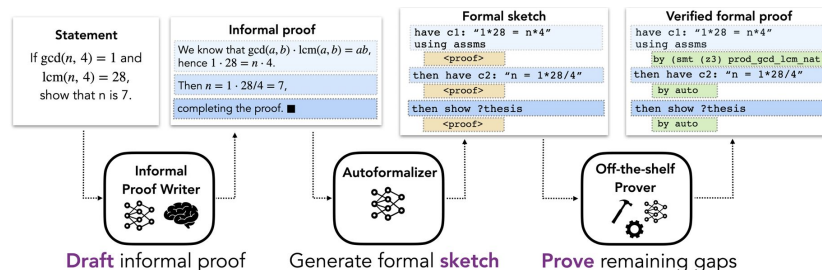 Statement
If gcd(n, 4) = 1 and
lcm(n, 4) = 28,
show that n is 7.
Informal proof
We know that gcd(a, b) · lcm(a, b) = ab,
hence 1 · 28 = n · 4.
Then n = 1 · 28/4 = 7,
completing the proof. ■
Formal sketch
have c1: "1*28 = n*4"
using assms
<proof>
then have c2: "n = 1*28/4"
<proof>
then show ?thesis
<proof>
Verified formal proof
have c1: "1*28 = n*4"
using assms
by (smt (z3) prod_gcd_lcm_nat
then have c2: "n = 1*28/4"
by auto
then show ?thesis
by auto
Informal
Proof Writer
Autoformalizer
Off-the-shelf
Prover
Draft informal proof
Generate formal sketch
Prove remaining gaps